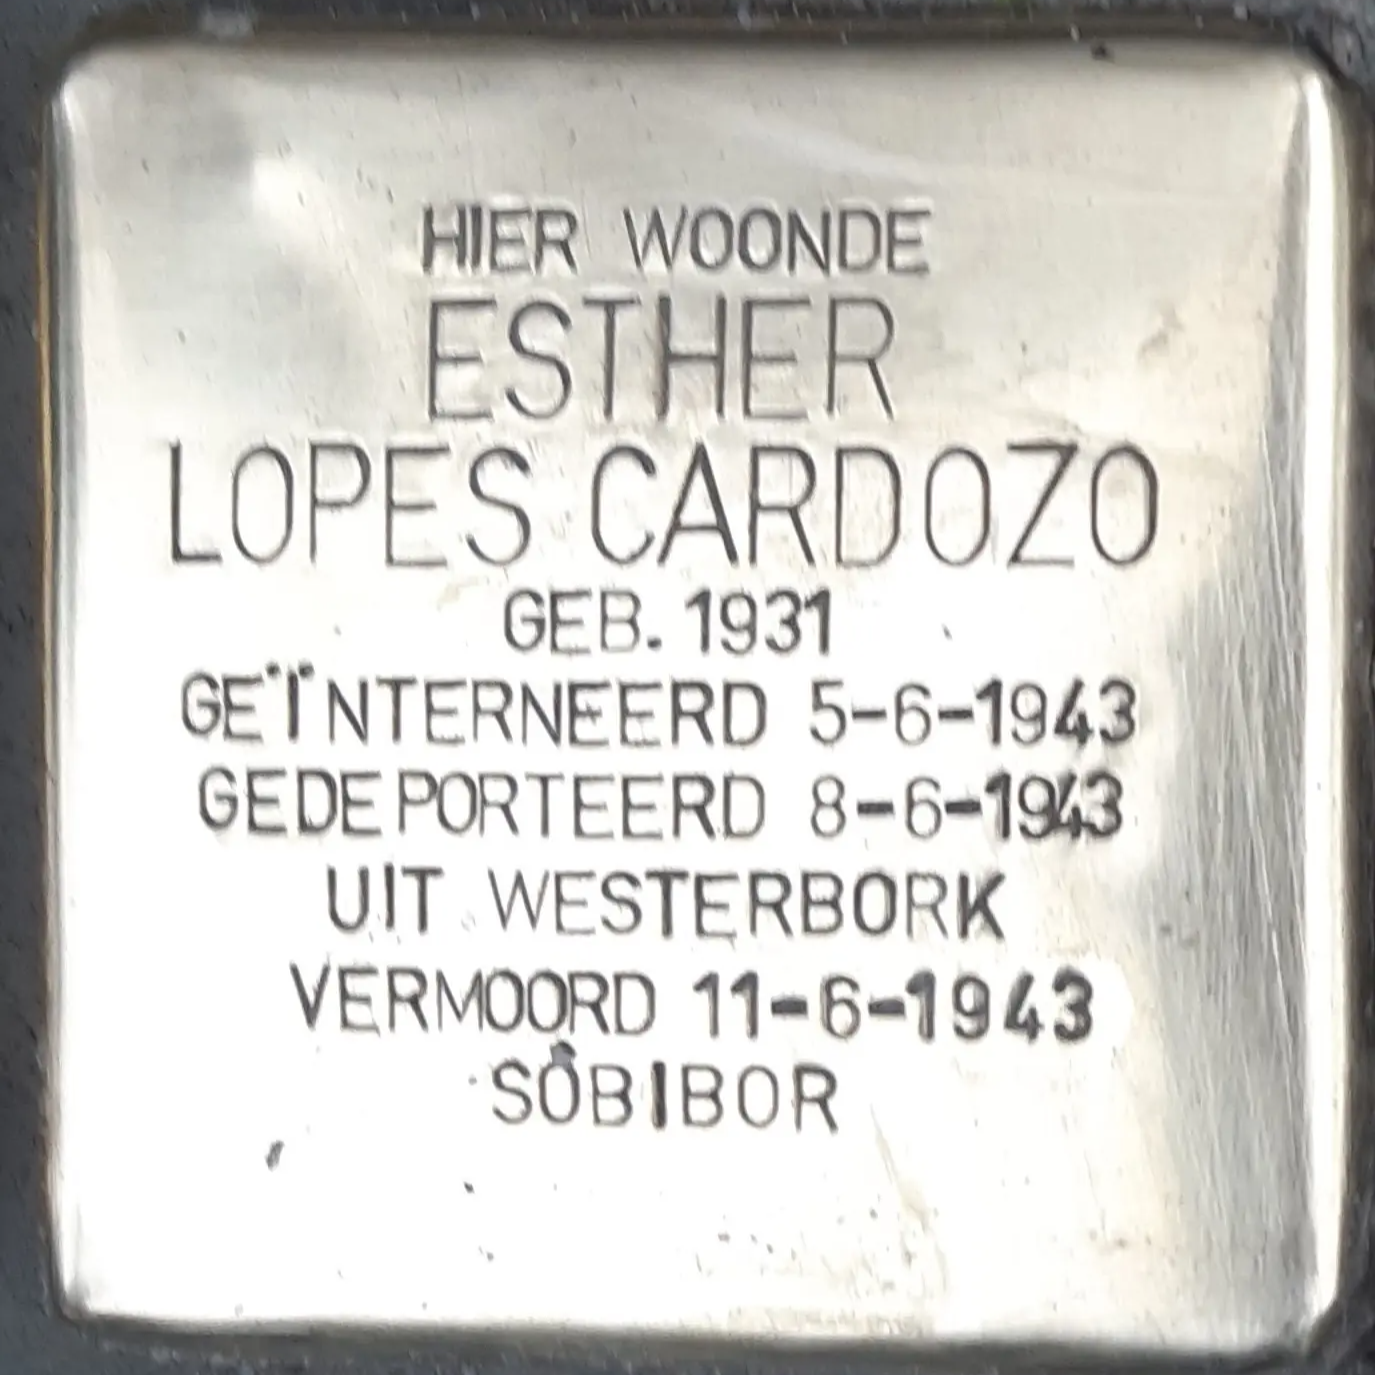 HIER WOONDE
ESTHER
LOPES CARDOZO
GEB. 1931
GEÏNTERNEERD 5-6-1943
GEDEPORTEERD 8-6-1943
UIT WESTERBORK
VERMOORD 11-6-1943
SOBIBOR